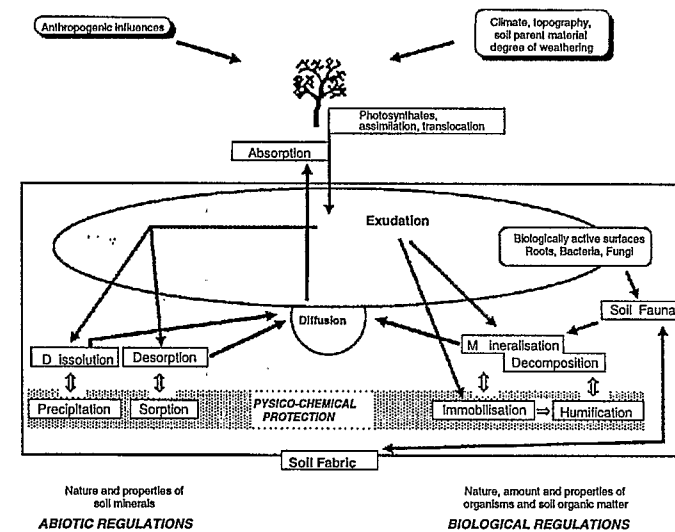 Anthropogenic influences
Climate, topography,
soil parent material
degree of weathering
Photosynthates,
assimilation, translocation
Absorption
Exudation
Biologically active surfaces
Roots, Bacteria, Fungi
Soil Fauna
Diffusion
D issolution
Desorption
M ineralisation
Decomposition
Precipitation
Sorption
PYSICO-CHEMICAL
PROTECTION
Immobilisation
Humification
Soil Fabric
Nature and properties of
soil minerals
ABIOTIC REGULATIONS
Nature, amount and properties of
organisms and soil organic matter
BIOLOGICAL REGULATIONS